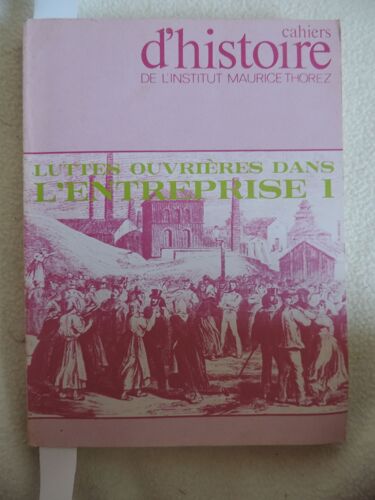 cahiers
d'histoire
DE L'INSTITUT MAURICE THOREZ
LUTTES OUVRIÈRES DANS
L'ENTREPRISE 1